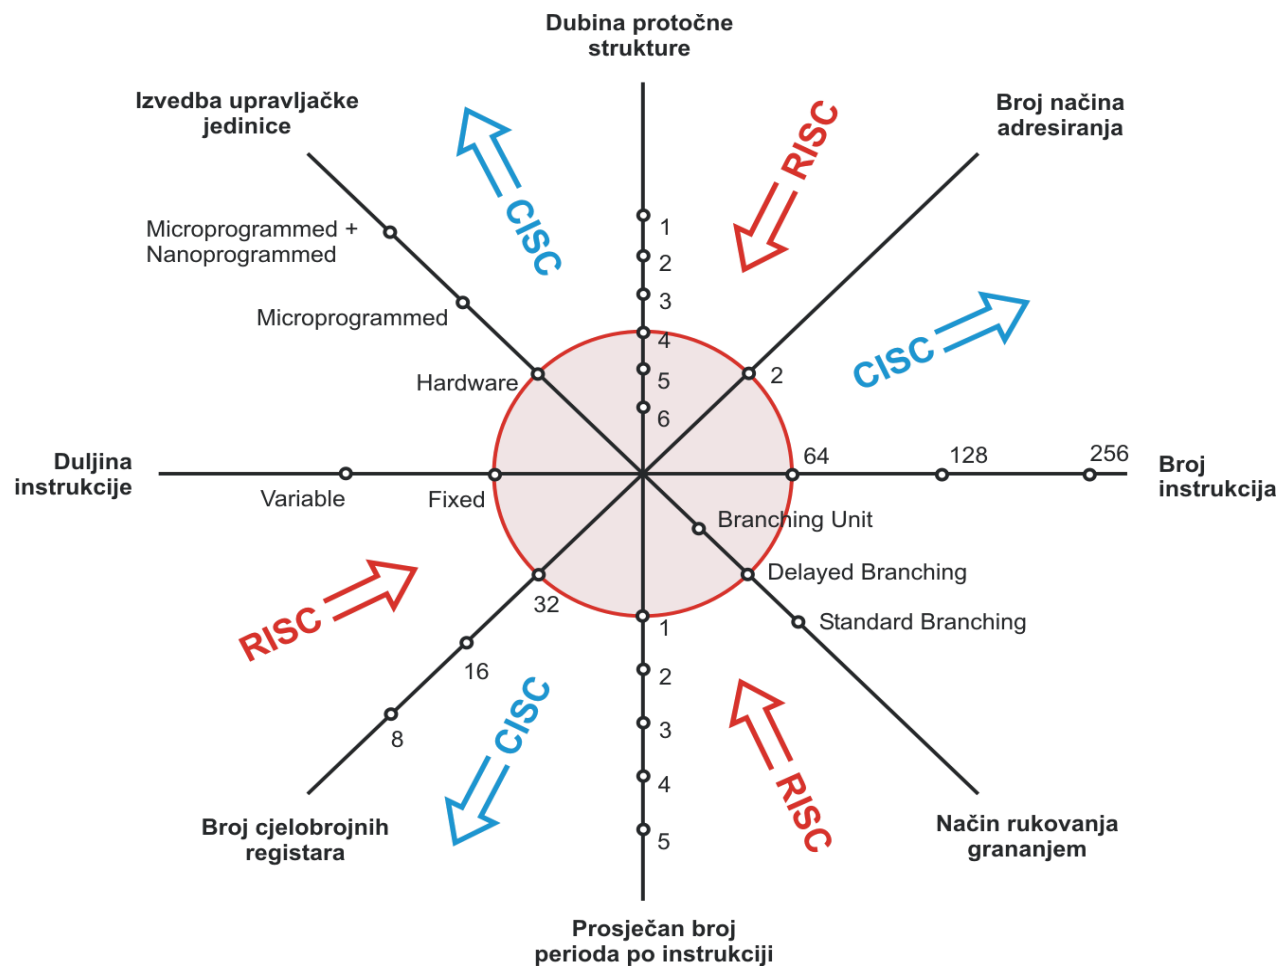 Dubina protočne
strukture
Izvedba upravljačke
jedinice
Broj načina
adresiranja
RISC
CISC
Microprogrammed +
Nanoprogrammed
1
2
3
Microprogrammed
4
CISC
Hardware
5
2
6
64
128
256
Duljina
instrukcije
Broj
instrukcija
Variable
Fixed
Branching Unit
Delayed Branching
32
RISC
1
Standard Branching
16
2
CISC
8
3
4
RISC
5
Broj cjelobrojnih
registara
Način rukovanja
grananjem
Prosječan broj
perioda po instrukciji